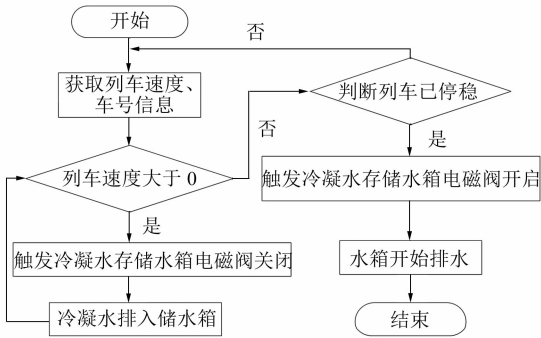 开始
获取列车速度、
车号信息
列车速度大于 0
是
触发冷凝水存储水箱电磁阀关闭
冷凝水排入储水箱
否
否
判断列车已停稳
是
触发冷凝水存储水箱电磁阀开启
水箱开始排水
结束